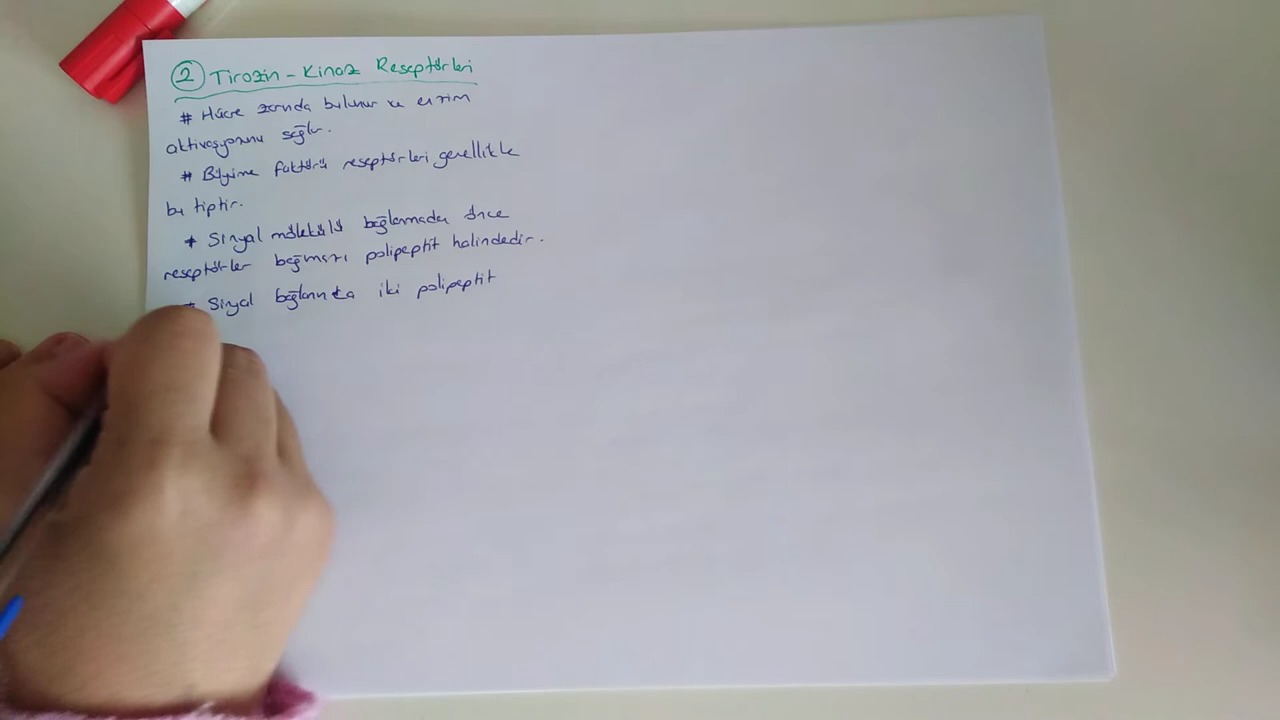 2 Tirozin - Kinaz Reseptörleri
# Hücre zarında bulunur ve enzim
aktivasyonunu sağlar.
# Büyüme faktörü reseptörleri genellikle
bu tiptir.
* Sinyal molekülü bağlanmadan önce
reseptörler bağımsız polipeptit halindedir.
* Sinyal bağlanınca iki polipeptit